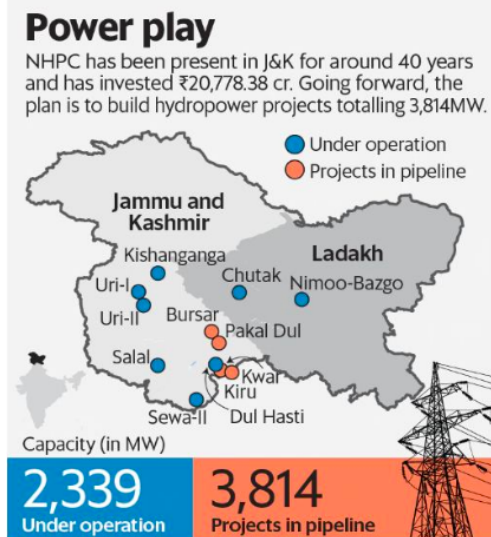 Power play
NHPC has been present in J&K for around 40 years
and has invested ₹20,778.38 cr. Going forward, the
plan is to build hydropower projects totalling 3,814MW.
Under operation
Projects in pipeline
Jammu and
Kashmir
Ladakh
Kishanganga
Chutak
Nimoo-Bazgo
Uri-I
Uri-II
Bursar
Pakal Dul
Salal
Kwar
Kiru
Sewa-II
Dul Hasti
Capacity (in MW)
2,339
Under operation
3,814
Projects in pipeline